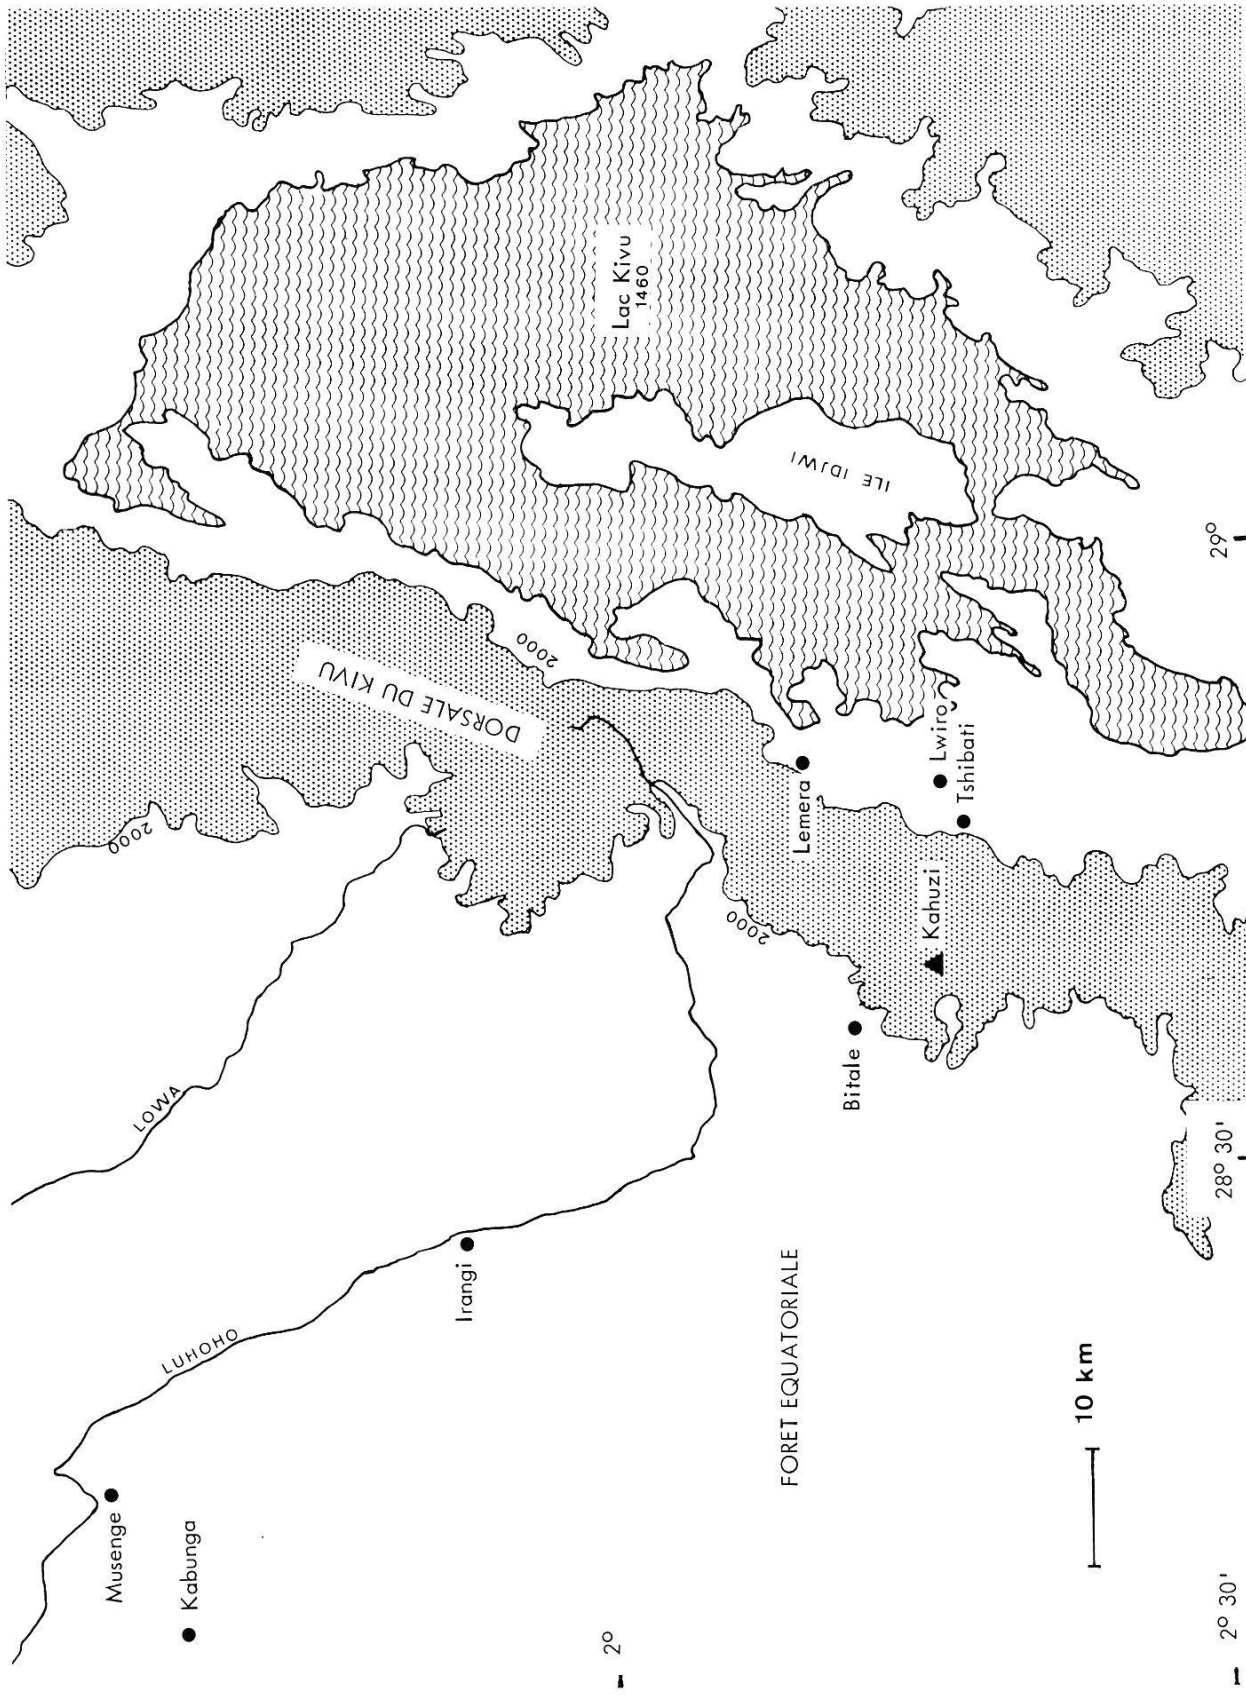 Lac Kivu
1460
ILE IDJWI
DORSALE DU KIVU
2000
2000
2000
LOWA
LUHOHO
Musenge
Kabunga
Irangi
Bitale
Lemera
Lwiro
Tshibati
Kahuzi
FORET EQUATORIALE
10 km
2°
2° 30'
28° 30'
29°